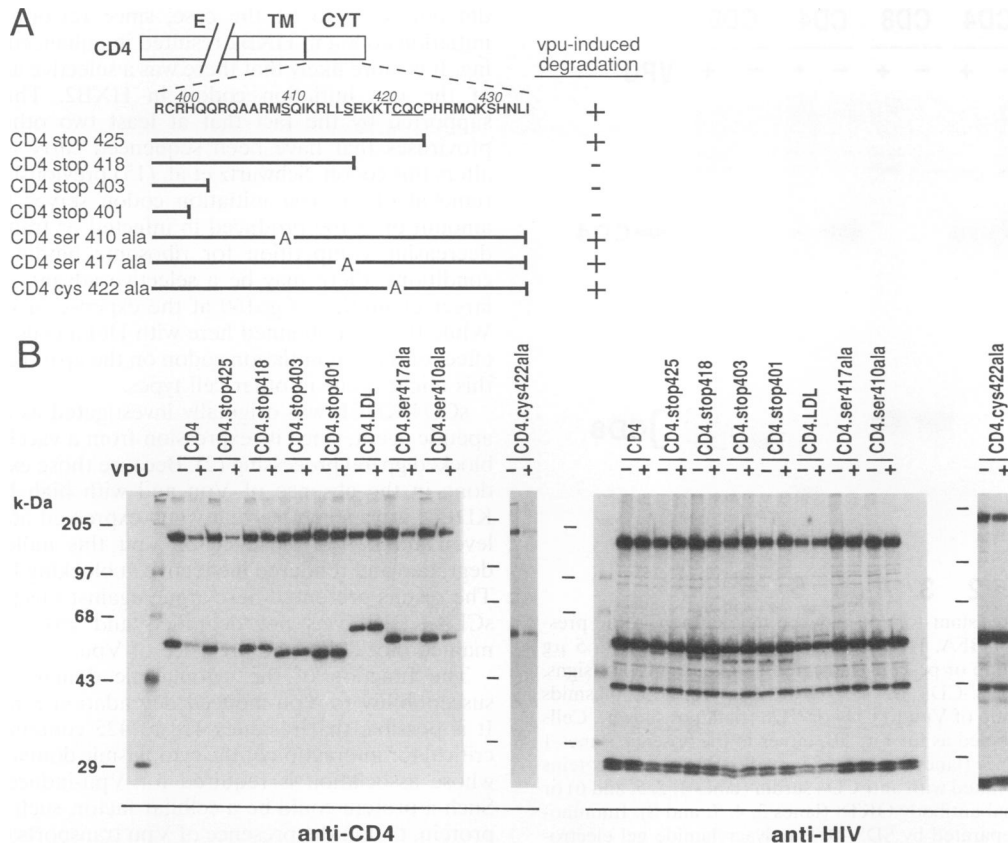 A
E TM CYT
CD4
vpu-induced
degradation
400 410 420 430
RCRHQQRQAARMSQIKRLLSEKKTCQCPHRMQKSHNLI +
CD4 stop 425 +
CD4 stop 418 -
CD4 stop 403 -
CD4 stop 401 -
CD4 ser 410 ala A +
CD4 ser 417 ala A +
CD4 cys 422 ala A +
B
CD4
CD4.stop425
CD4.stop418
CD4.stop403
CD4.stop401
CD4.LDL
CD4.ser417ala
CD4.ser410ala
CD4.cys422ala
CD4
CD4.stop425
CD4.stop418
CD4.stop403
CD4.stop401
CD4.LDL
CD4.ser417ala
CD4.ser410ala
CD4.cys422ala
VPU - + - + - + - + - + - + - + - + - + - + - + - + - + - + - + - + - + - +
k-Da
205
97
68
43
29
anti-CD4 anti-HIV